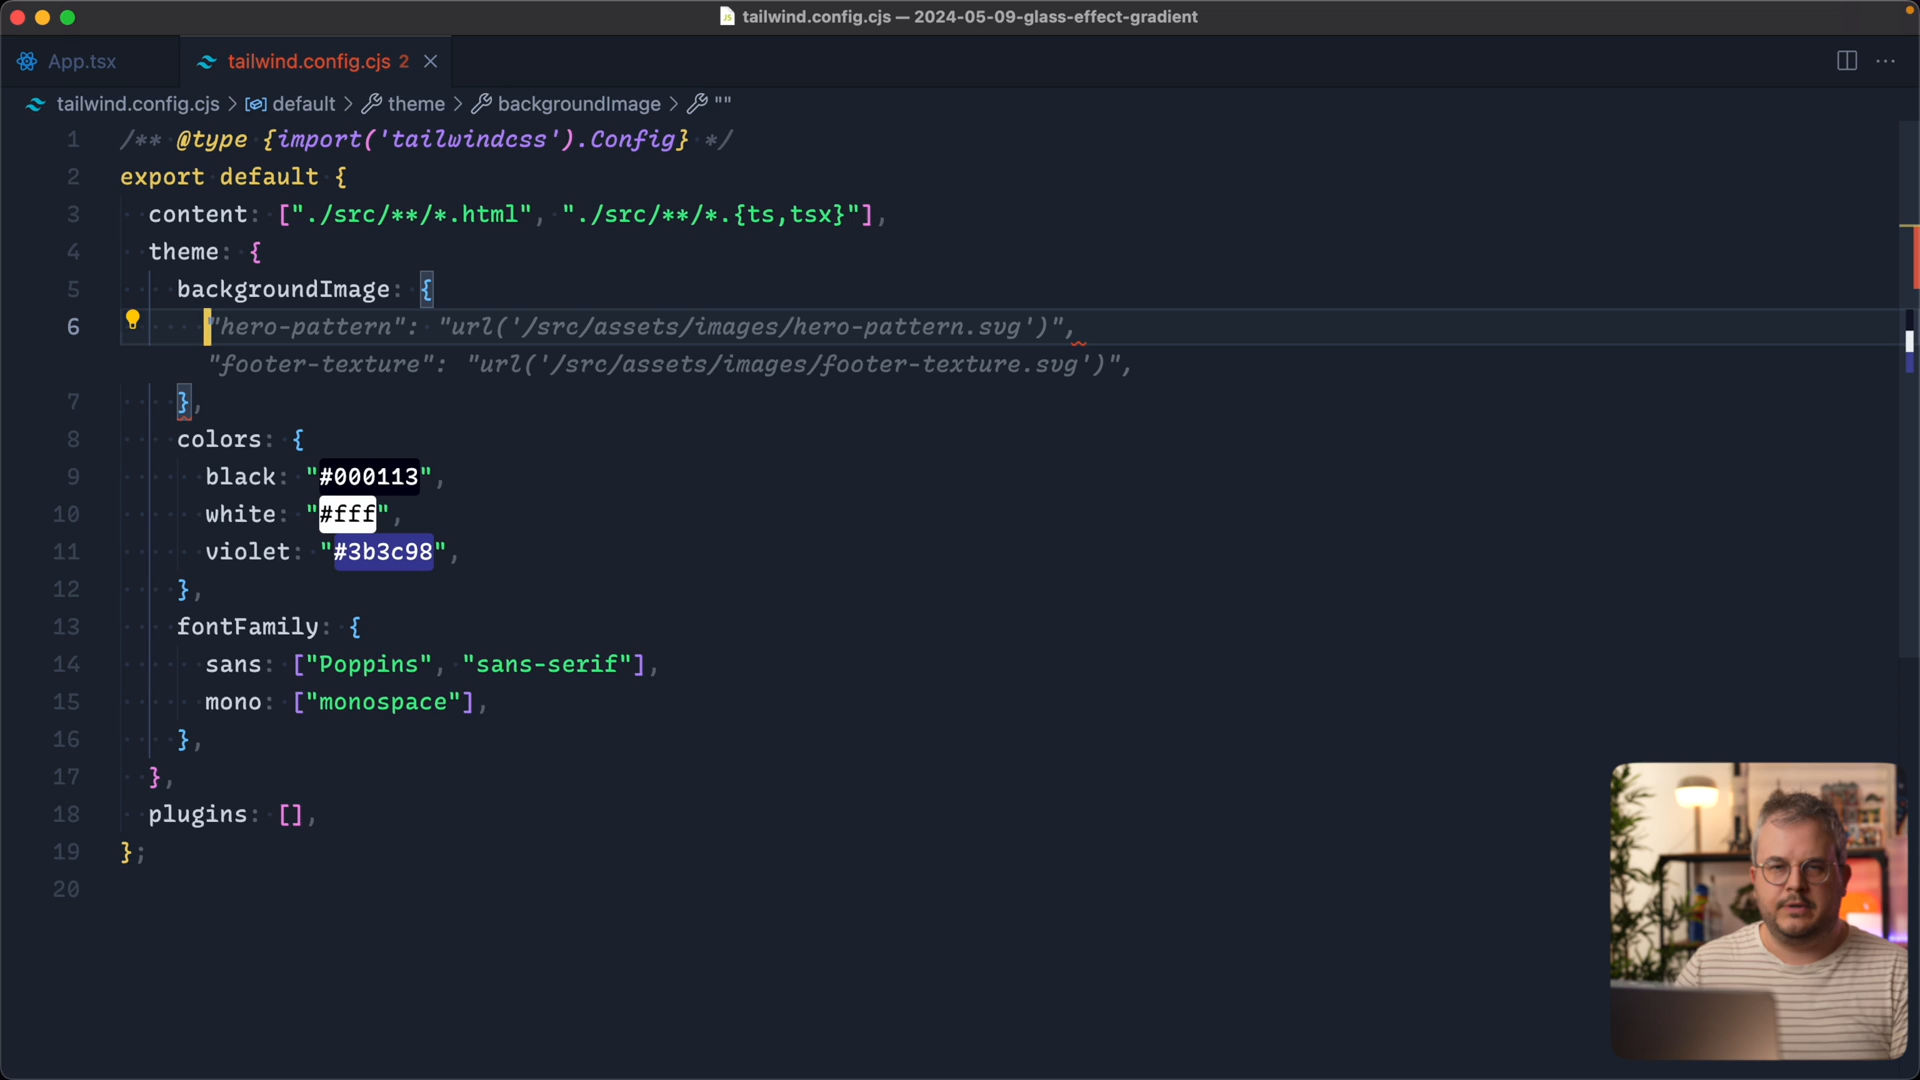 tailwind.config.cjs — 2024-05-09-glass-effect-gradient
App.tsx
tailwind.config.cjs 2
tailwind.config.cjs > default > theme > backgroundImage > ""
1 /** @type {import('tailwindcss').Config} */
2 export default {
3 content: ["./src/**/*.html", "./src/**/*.{ts,tsx}"],
4 theme: {
5 backgroundImage: {
6 "hero-pattern": "url('/src/assets/images/hero-pattern.svg')",
"footer-texture": "url('/src/assets/images/footer-texture.svg')",
7 },
8 colors: {
9 black: "#000113",
10 white: "#fff",
11 violet: "#3b3c98",
12 },
13 fontFamily: {
14 sans: ["Poppins", "sans-serif"],
15 mono: ["monospace"],
16 },
17 },
18 plugins: [],
19 };
20